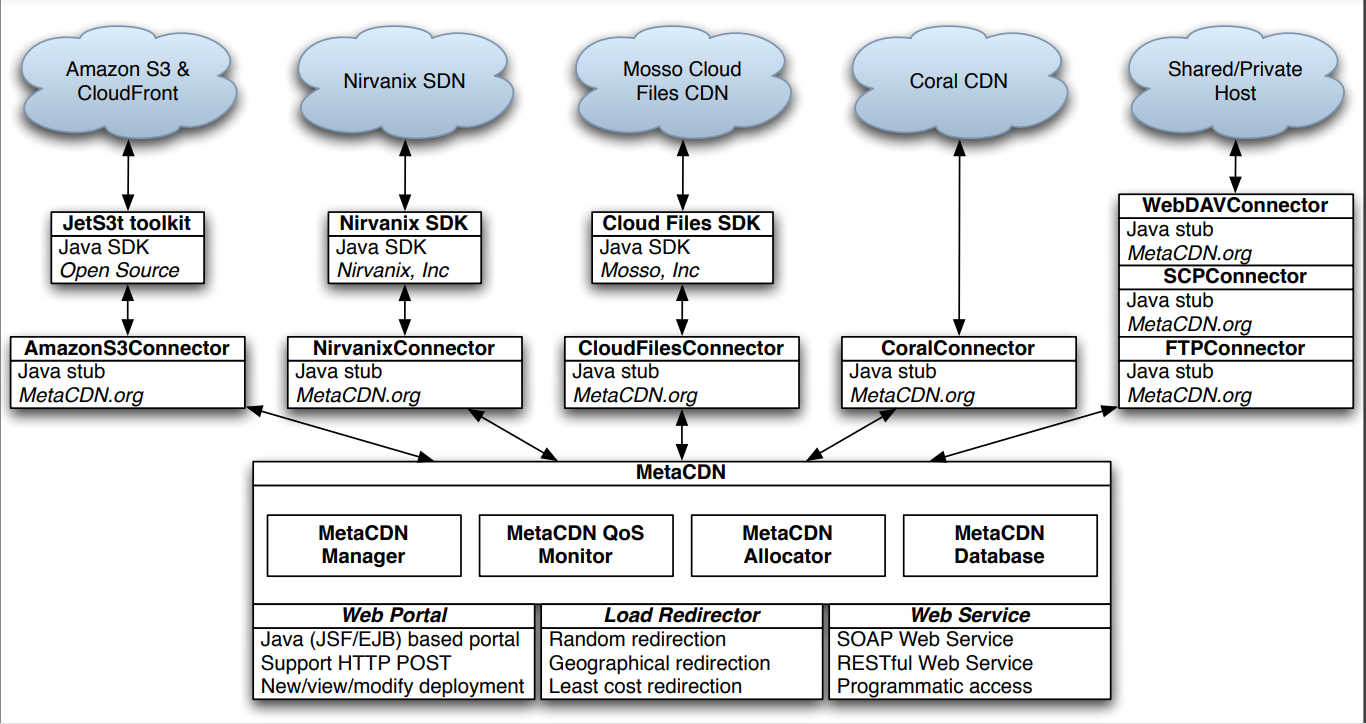 Amazon S3 &
CloudFront
Nirvanix SDN
Mosso Cloud
Files CDN
Coral CDN
Shared/Private
Host
JetS3t toolkit
Java SDK
Open Source
Nirvanix SDK
Java SDK
Nirvanix, Inc
Cloud Files SDK
Java SDK
Mosso, Inc
WebDAVConnector
Java stub
MetaCDN.org
SCPConnector
Java stub
MetaCDN.org
FTPConnector
Java stub
MetaCDN.org
AmazonS3Connector
Java stub
MetaCDN.org
NirvanixConnector
Java stub
MetaCDN.org
CloudFilesConnector
Java stub
MetaCDN.org
CoralConnector
Java stub
MetaCDN.org
MetaCDN
MetaCDN
Manager
MetaCDN QoS
Monitor
MetaCDN
Allocator
MetaCDN
Database
Web Portal
Java (JSF/EJB) based portal
Support HTTP POST
New/view/modify deployment
Load Redirector
Random redirection
Geographical redirection
Least cost redirection
Web Service
SOAP Web Service
RESTful Web Service
Programmatic access